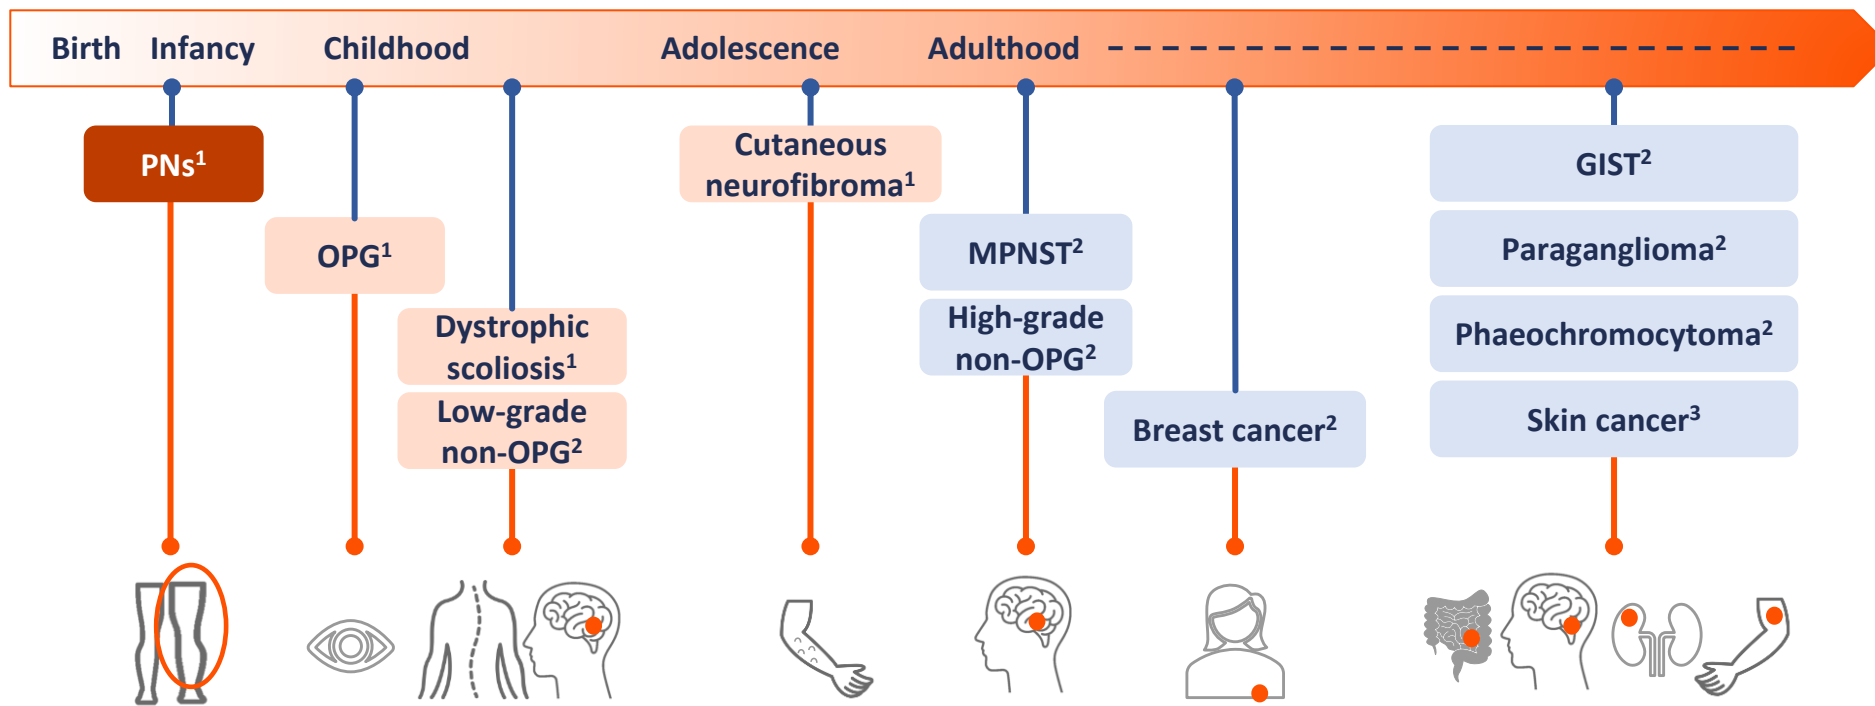 Birth Infancy Childhood Adolescence Adulthood
PNs¹
OPG¹
Dystrophic
scoliosis¹
Low-grade
non-OPG²
Cutaneous
neurofibroma¹
MPNST²
High-grade
non-OPG²
Breast cancer²
GIST²
Paraganglioma²
Phaeochromocytoma²
Skin cancer³